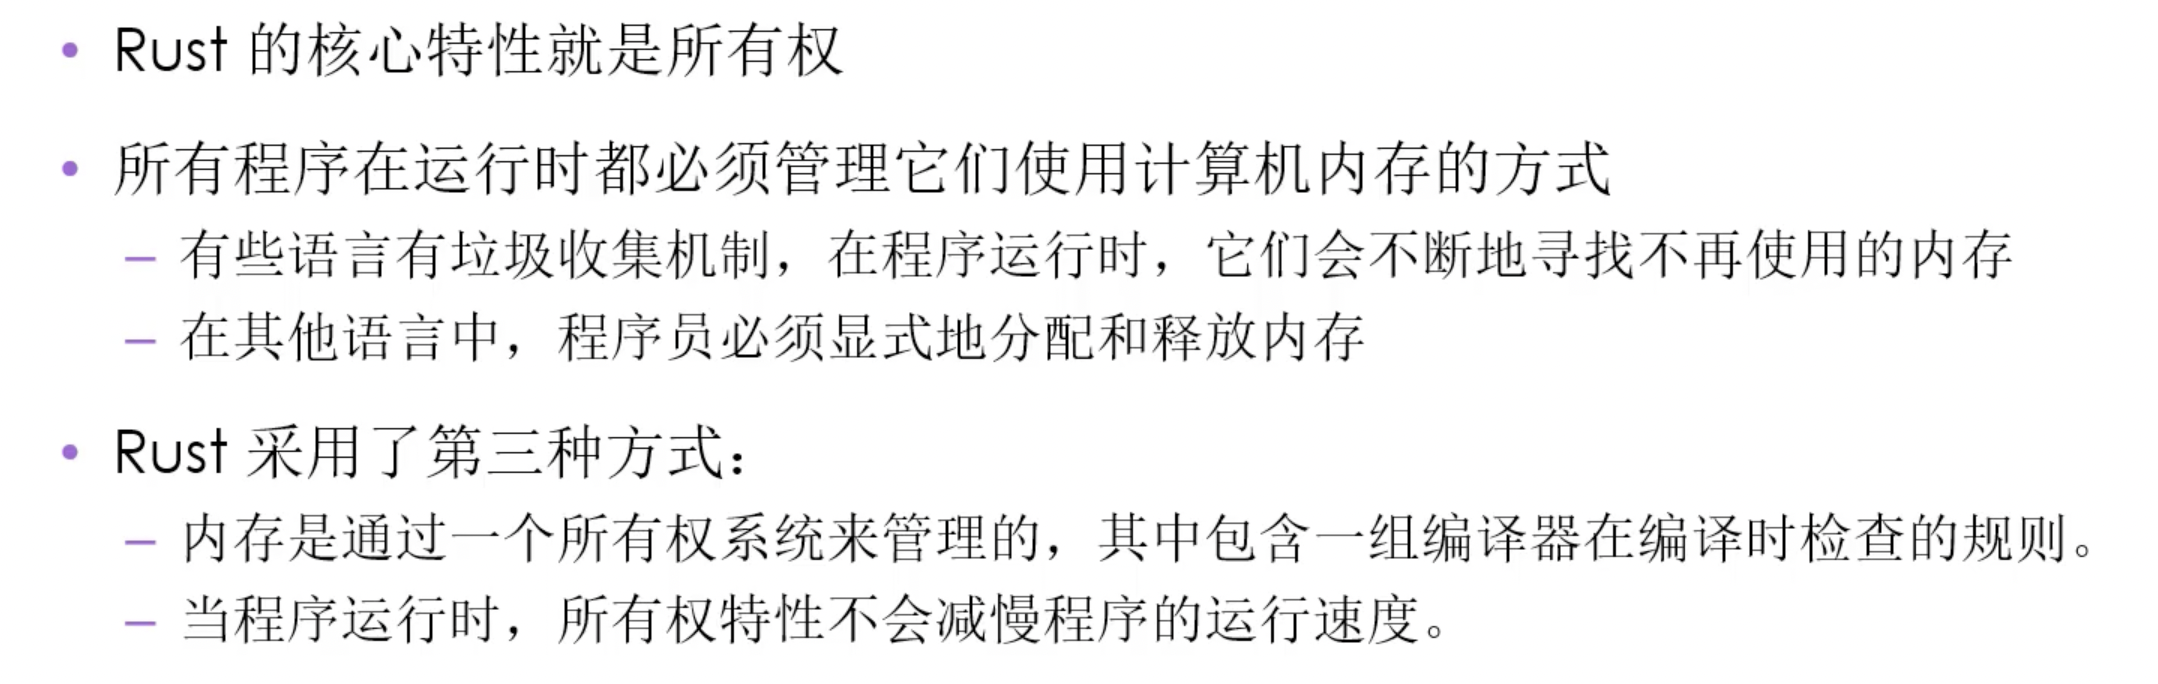 • Rust 的核心特性就是所有权
• 所有程序在运行时都必须管理它们使用计算机内存的方式
– 有些语言有垃圾收集机制，在程序运行时，它们会不断地寻找不再使用的内存
– 在其他语言中，程序员必须显式地分配和释放内存
• Rust 采用了第三种方式：
– 内存是通过一个所有权系统来管理的，其中包含一组编译器在编译时检查的规则。
– 当程序运行时，所有权特性不会减慢程序的运行速度。